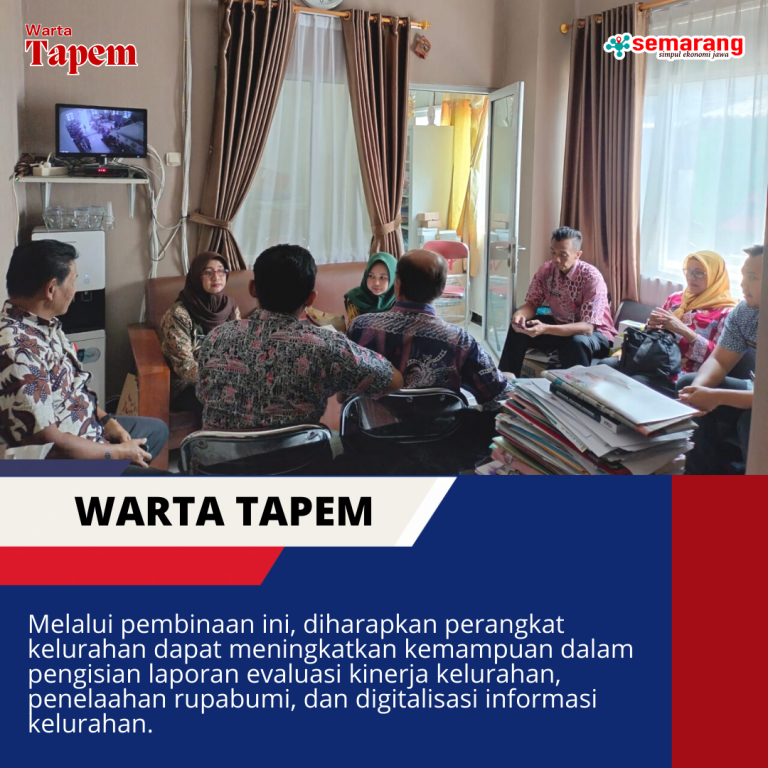 Warta
Tapem
semarang
simpul ekonomi jawa
WARTA TAPEM
Melalui pembinaan ini, diharapkan perangkat
kelurahan dapat meningkatkan kemampuan dalam
pengisian laporan evaluasi kinerja kelurahan,
penelaahan rupabumi, dan digitalisasi informasi
kelurahan.